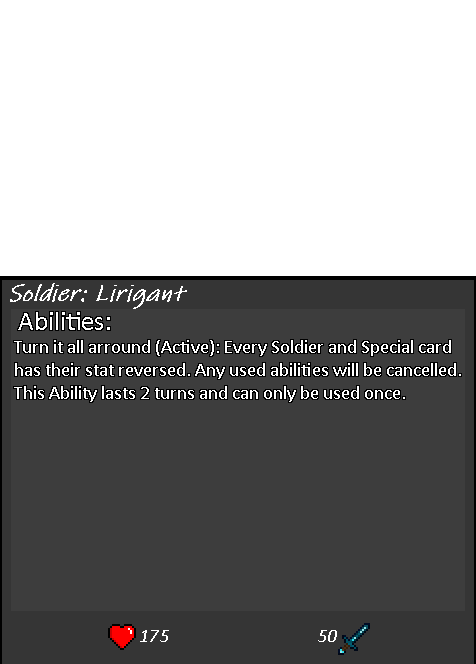 Soldier: Lirigant
Abilities:
Turn it all arround (Active): Every Soldier and Special card
has their stat reversed. Any used abilities will be cancelled.
This Ability lasts 2 turns and can only be used once.
175 50